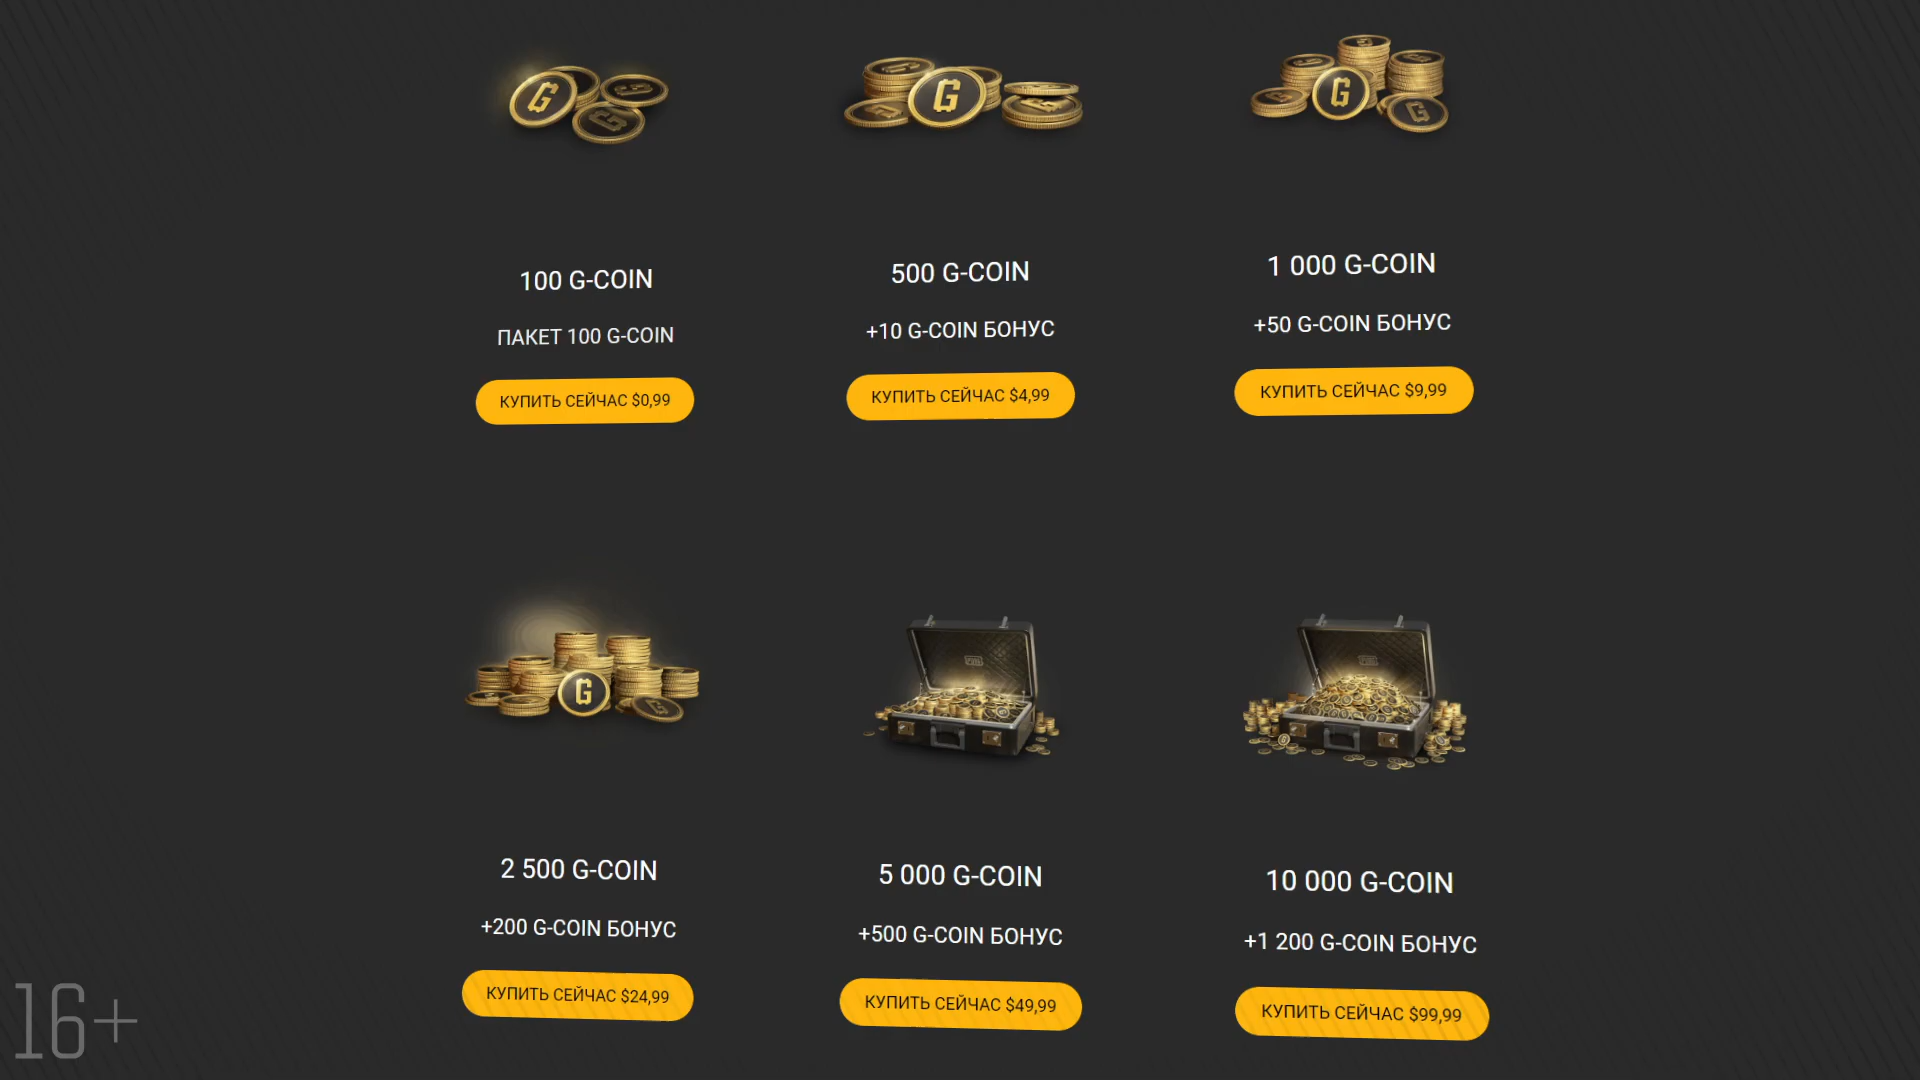 100 G-COIN
ПАКЕТ 100 G-COIN
КУПИТЬ СЕЙЧАС $0,99
500 G-COIN
+10 G-COIN БОНУС
КУПИТЬ СЕЙЧАС $4,99
1 000 G-COIN
+50 G-COIN БОНУС
КУПИТЬ СЕЙЧАС $9,99
2 500 G-COIN
+200 G-COIN БОНУС
КУПИТЬ СЕЙЧАС $24,99
5 000 G-COIN
+500 G-COIN БОНУС
КУПИТЬ СЕЙЧАС $49,99
10 000 G-COIN
+1 200 G-COIN БОНУС
КУПИТЬ СЕЙЧАС $99,99
16+